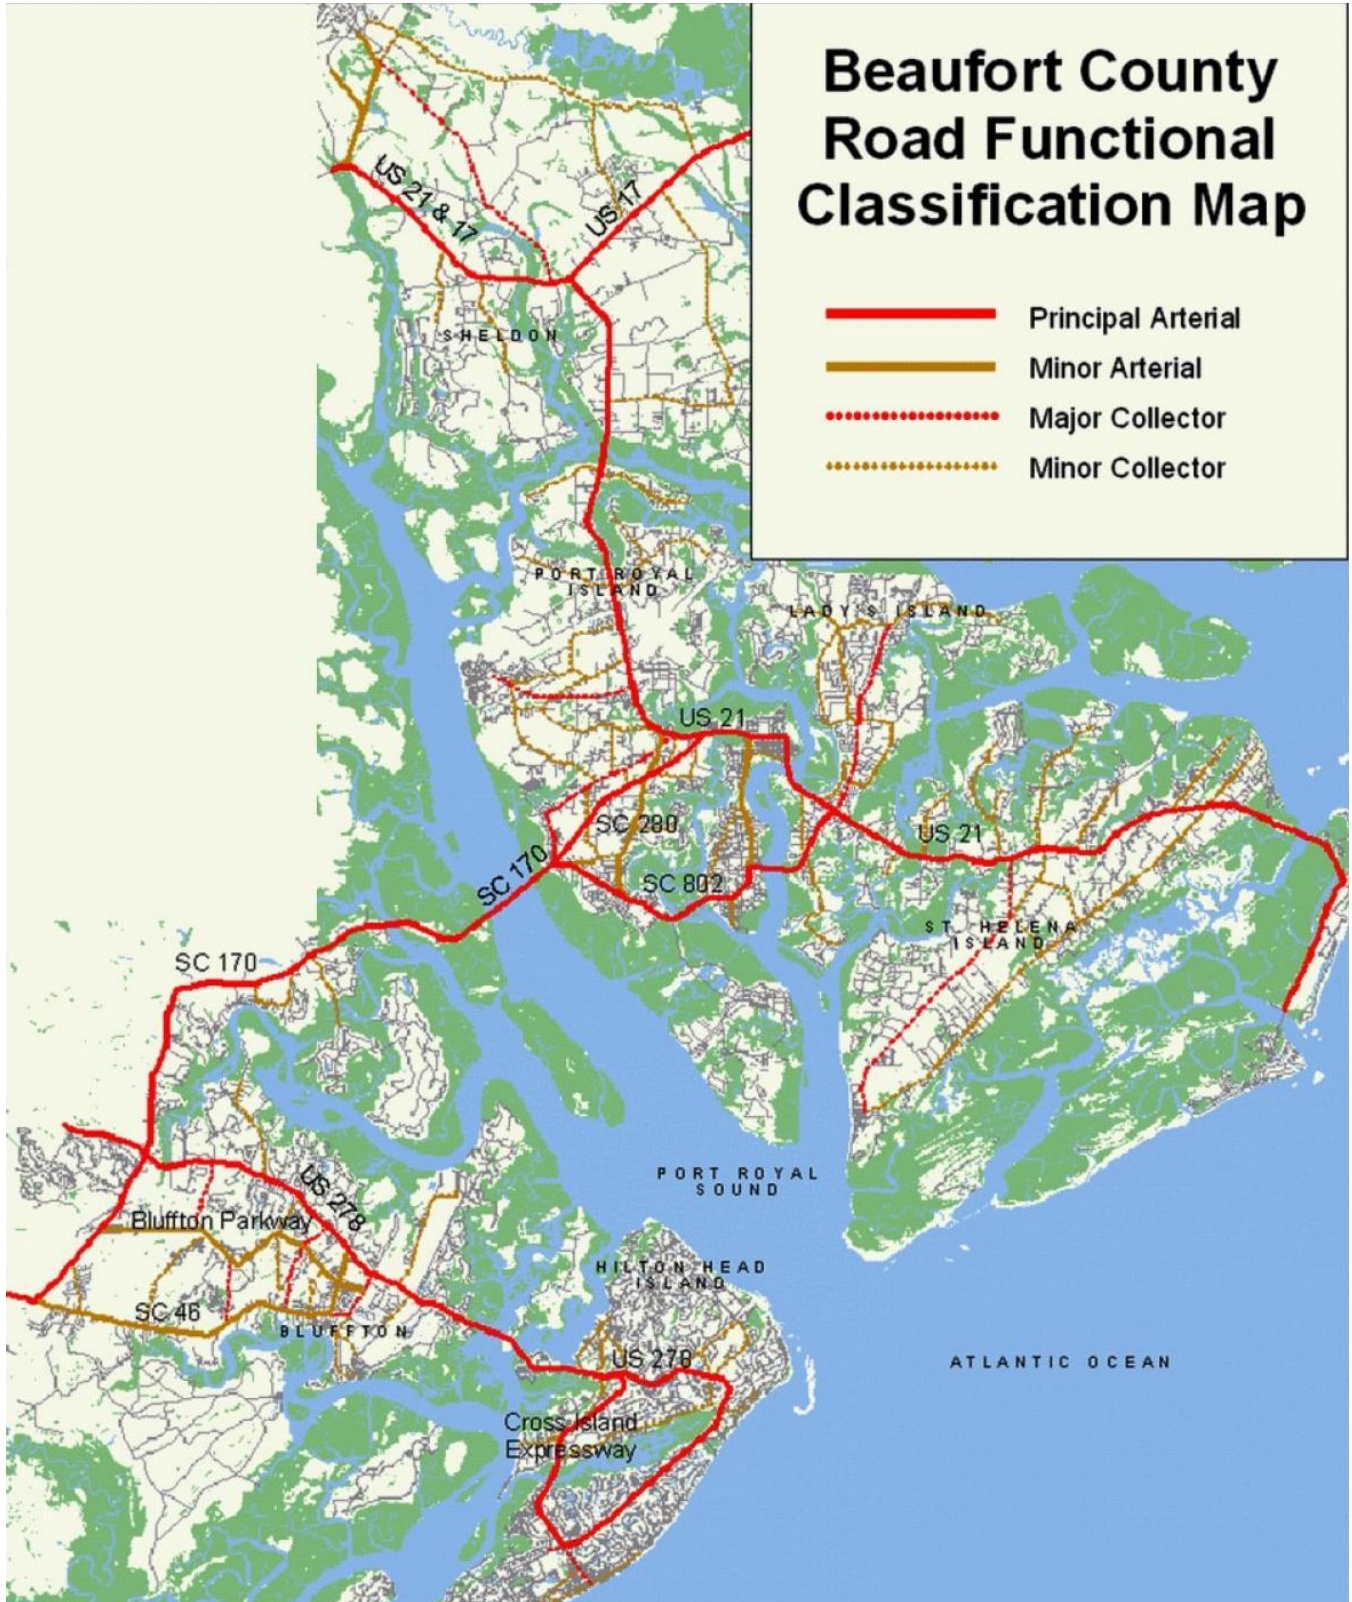 Beaufort County
Road Functional
Classification Map
Principal Arterial
Minor Arterial
Major Collector
Minor Collector
US 21 & 17
US 17
SHELDON
PORT ROYAL
ISLAND
LADY'S ISLAND
US 21
SC 280
US 21
SC 170
SC 802
ST. HELENA
ISLAND
SC 170
PORT ROYAL
SOUND
US 278
Bluffton Parkway
HILTON HEAD
ISLAND
SC 46
BLUFFTON
US 278
ATLANTIC OCEAN
Cross Island
Expressway